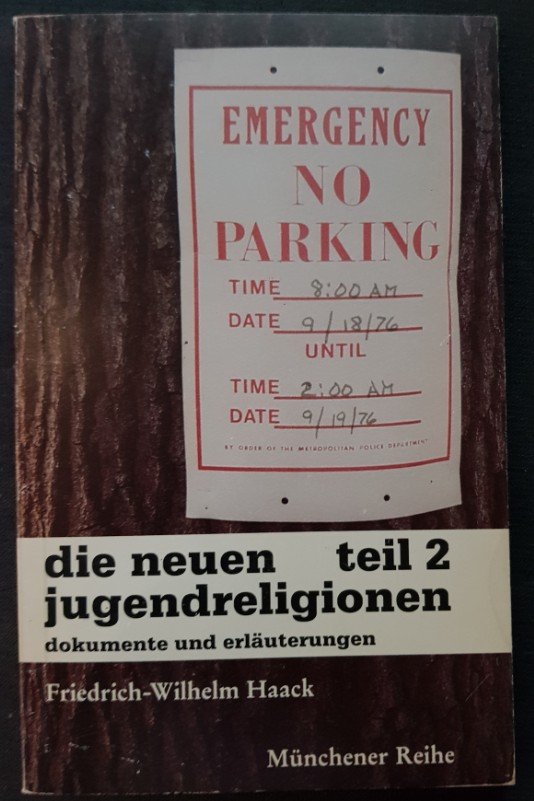 EMERGENCY
NO
PARKING
TIME 8:00 AM
DATE 9/18/76
UNTIL
TIME 2:00 AM
DATE 9/19/76
BY ORDER OF THE METROPOLITAN POLICE DEPARTMENT
die neuen teil 2
jugendreligionen
dokumente und erläuterungen
Friedrich-Wilhelm Haack
Münchener Reihe